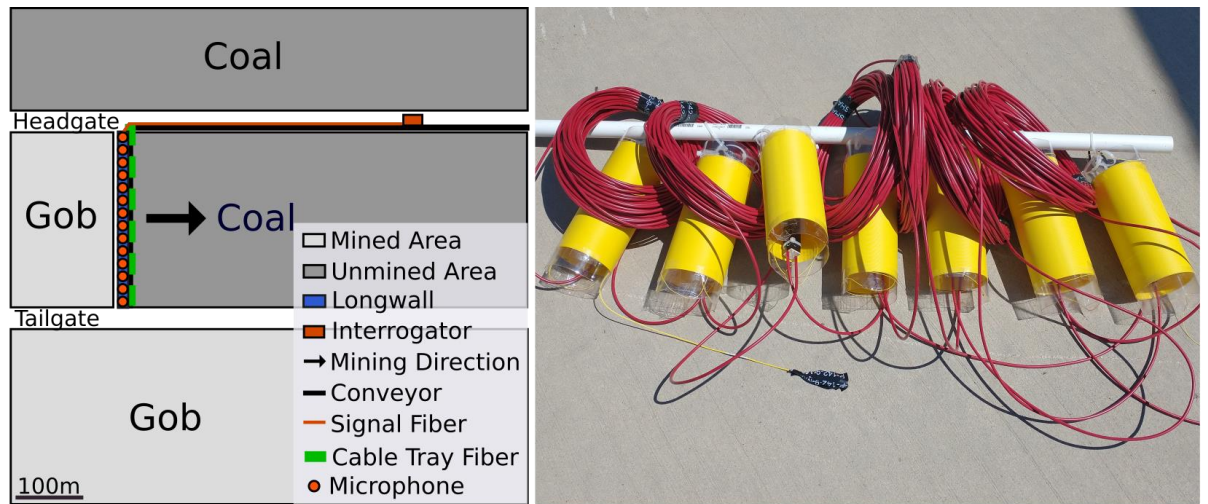 Coal
Headgate
Gob
Coal
Mined Area
Unmined Area
Longwall
Interrogator
Mining Direction
Conveyor
Signal Fiber
Cable Tray Fiber
Microphone
Tailgate
Gob
100m